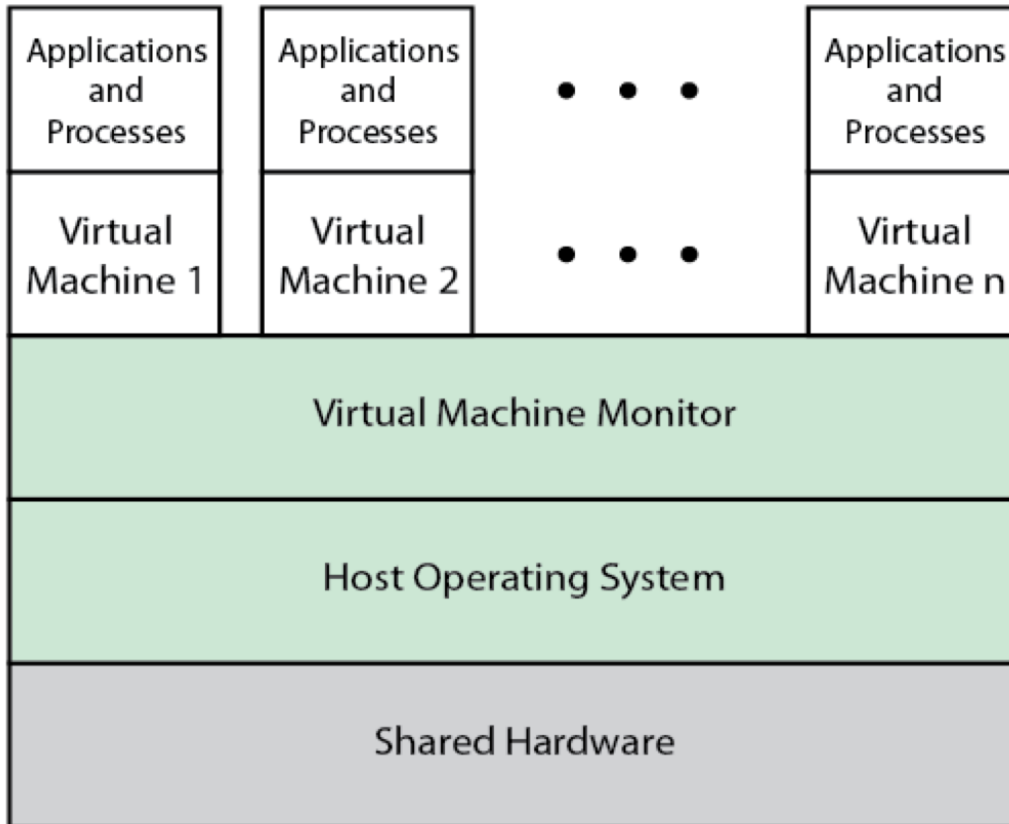 Applications
and
Processes
Applications
and
Processes
Applications
and
Processes
Virtual
Machine 1
Virtual
Machine 2
Virtual
Machine n
Virtual Machine Monitor
Host Operating System
Shared Hardware